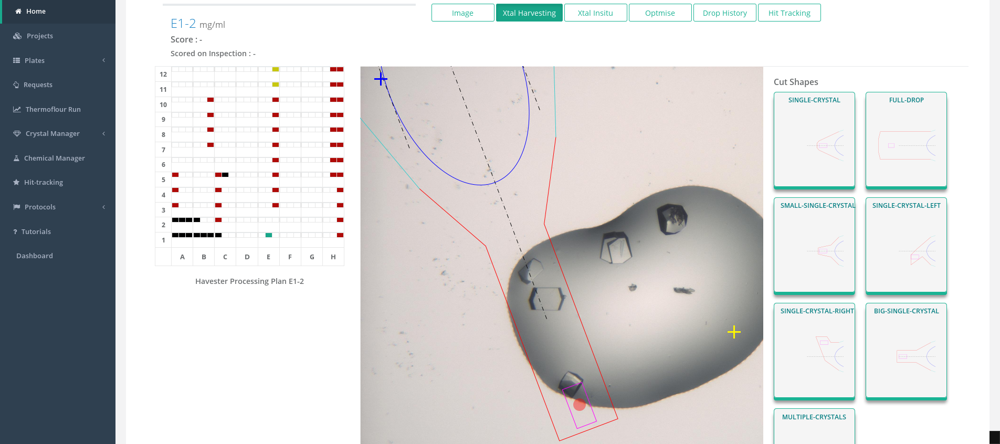 Home
Projects
Plates
Requests
Thermoflour Run
Crystal Manager
Chemical Manager
Hit-tracking
Protocols
Tutorials
Dashboard
E1-2 mg/ml
Score : -
Scored on Inspection : -
Image
Xtal Harvesting
Xtal Insitu
Optmise
Drop History
Hit Tracking
12
11
10
9
8
7
6
5
4
3
2
1
A B C D E F G H
Havester Processing Plan E1-2
Cut Shapes
SINGLE-CRYSTAL
FULL-DROP
SMALL-SINGLE-CRYSTAL
SINGLE-CRYSTAL-LEFT
SINGLE-CRYSTAL-RIGHT
BIG-SINGLE-CRYSTAL
MULTIPLE-CRYSTALS